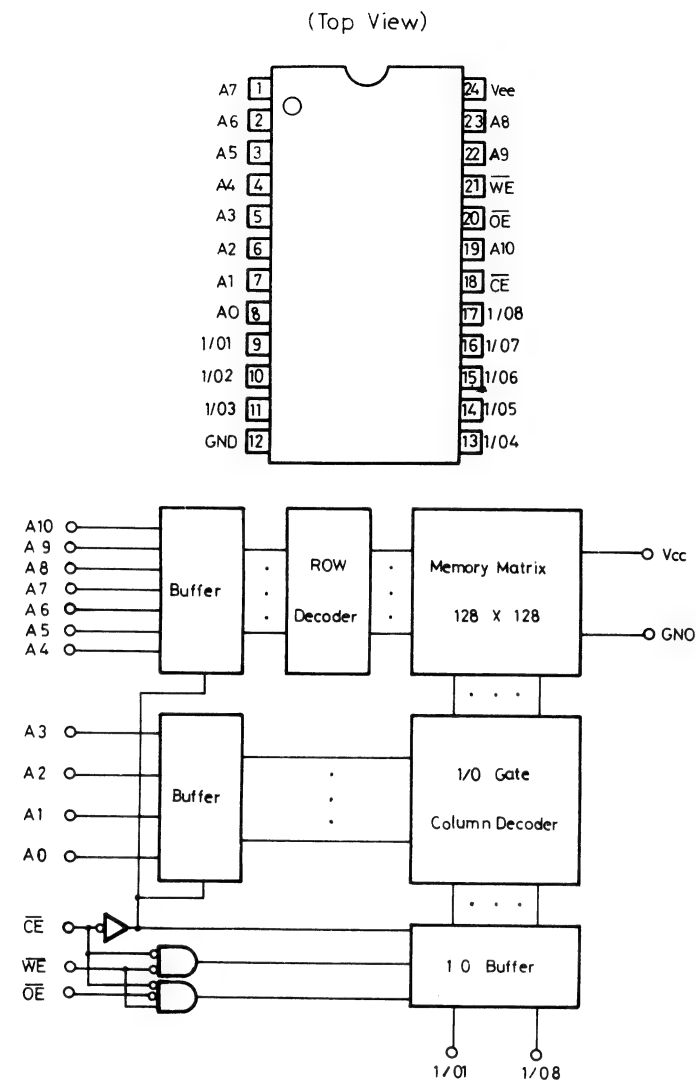 (Top View)
A7 1 24 Vee
A6 2 23 A8
A5 3 22 A9
A4 4 21 WE
A3 5 20 OE
A2 6 19 A10
A1 7 18 CE
A0 8 17 1/08
1/01 9 16 1/07
1/02 10 15 1/06
1/03 11 14 1/05
GND 12 13 1/04
A10
A9
A8
A7
A6
A5
A4
Buffer
ROW
Decoder
Memory Matrix
128 X 128
Vcc
GNO
A3
A2
A1
A0
Buffer
1/0 Gate
Column Decoder
CE
WE
OE
1 0 Buffer
1/01
1/08